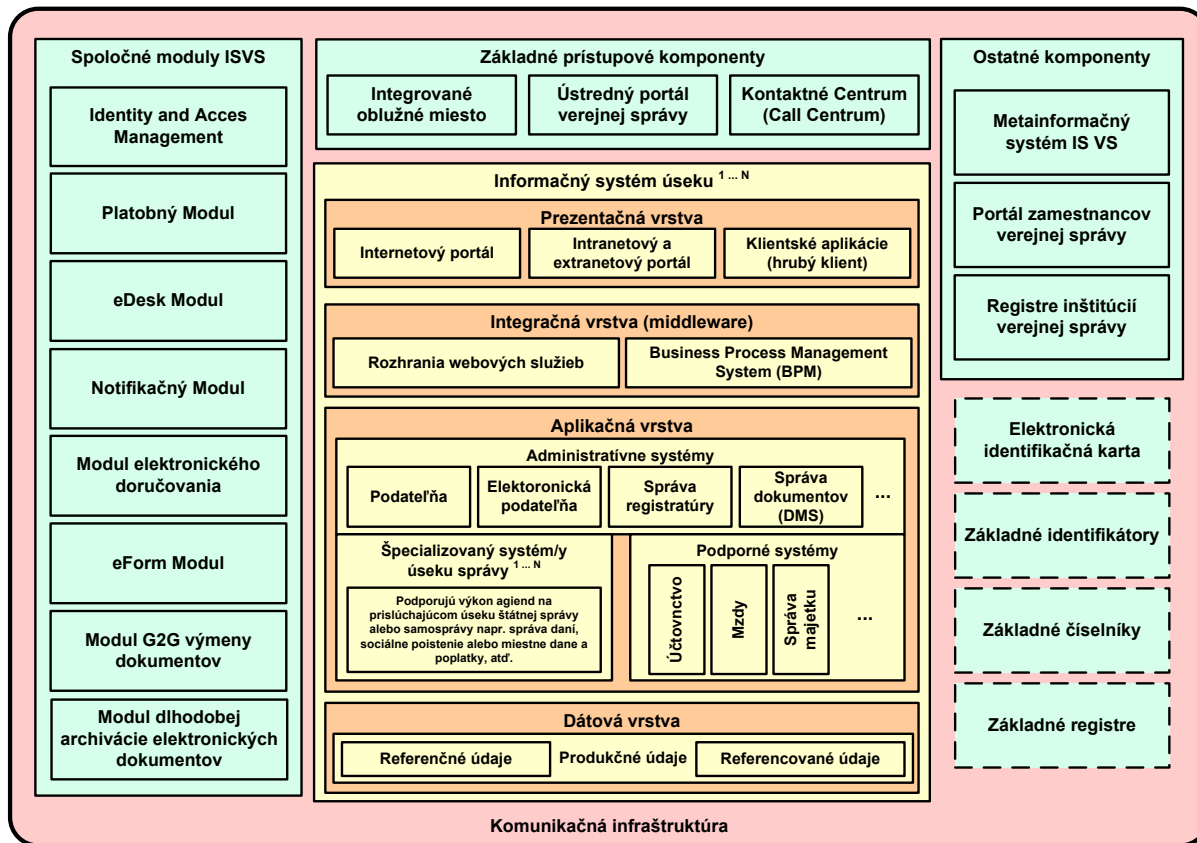 Spoločné moduly ISVS
Identity and Acces
Management
Platobný Modul
eDesk Modul
Notifikačný Modul
Modul elektronického
doručovania
eForm Modul
Modul G2G výmeny
dokumentov
Modul dlhodobej
archivácie elektronických
dokumentov
Základné prístupové komponenty
Integrované
oblužné miesto
Ústredný portál
verejnej správy
Kontaktné Centrum
(Call Centrum)
Informačný systém úseku 1 ... N
Prezentačná vrstva
Internetový portál
Intranetový a
extranetový portál
Klientské aplikácie
(hrubý klient)
Integračná vrstva (middleware)
Rozhrania webových služieb
Business Process Management
System (BPM)
Aplikačná vrstva
Administratívne systémy
Podateľňa
Elektoronická
podateľňa
Správa
registratúry
Správa
dokumentov
(DMS)
...
Špecializovaný systém/y
úseku správy 1 ... N
Podporujú výkon agiend na
prislúchajúcom úseku štátnej správy
alebo samosprávy napr. správa daní,
sociálne poistenie alebo miestne dane a
poplatky, atď.
Podporné systémy
Účtovnctvo
Mzdy
Správa
majetku
...
Dátová vrstva
Referenčné údaje
Produkčné údaje
Referencované údaje
Ostatné komponenty
Metainformačný
systém IS VS
Portál zamestnancov
verejnej správy
Registre inštitúcií
verejnej správy
Elektronická
identifikačná karta
Základné identifikátory
Základné číselníky
Základné registre
Komunikačná infraštruktúra